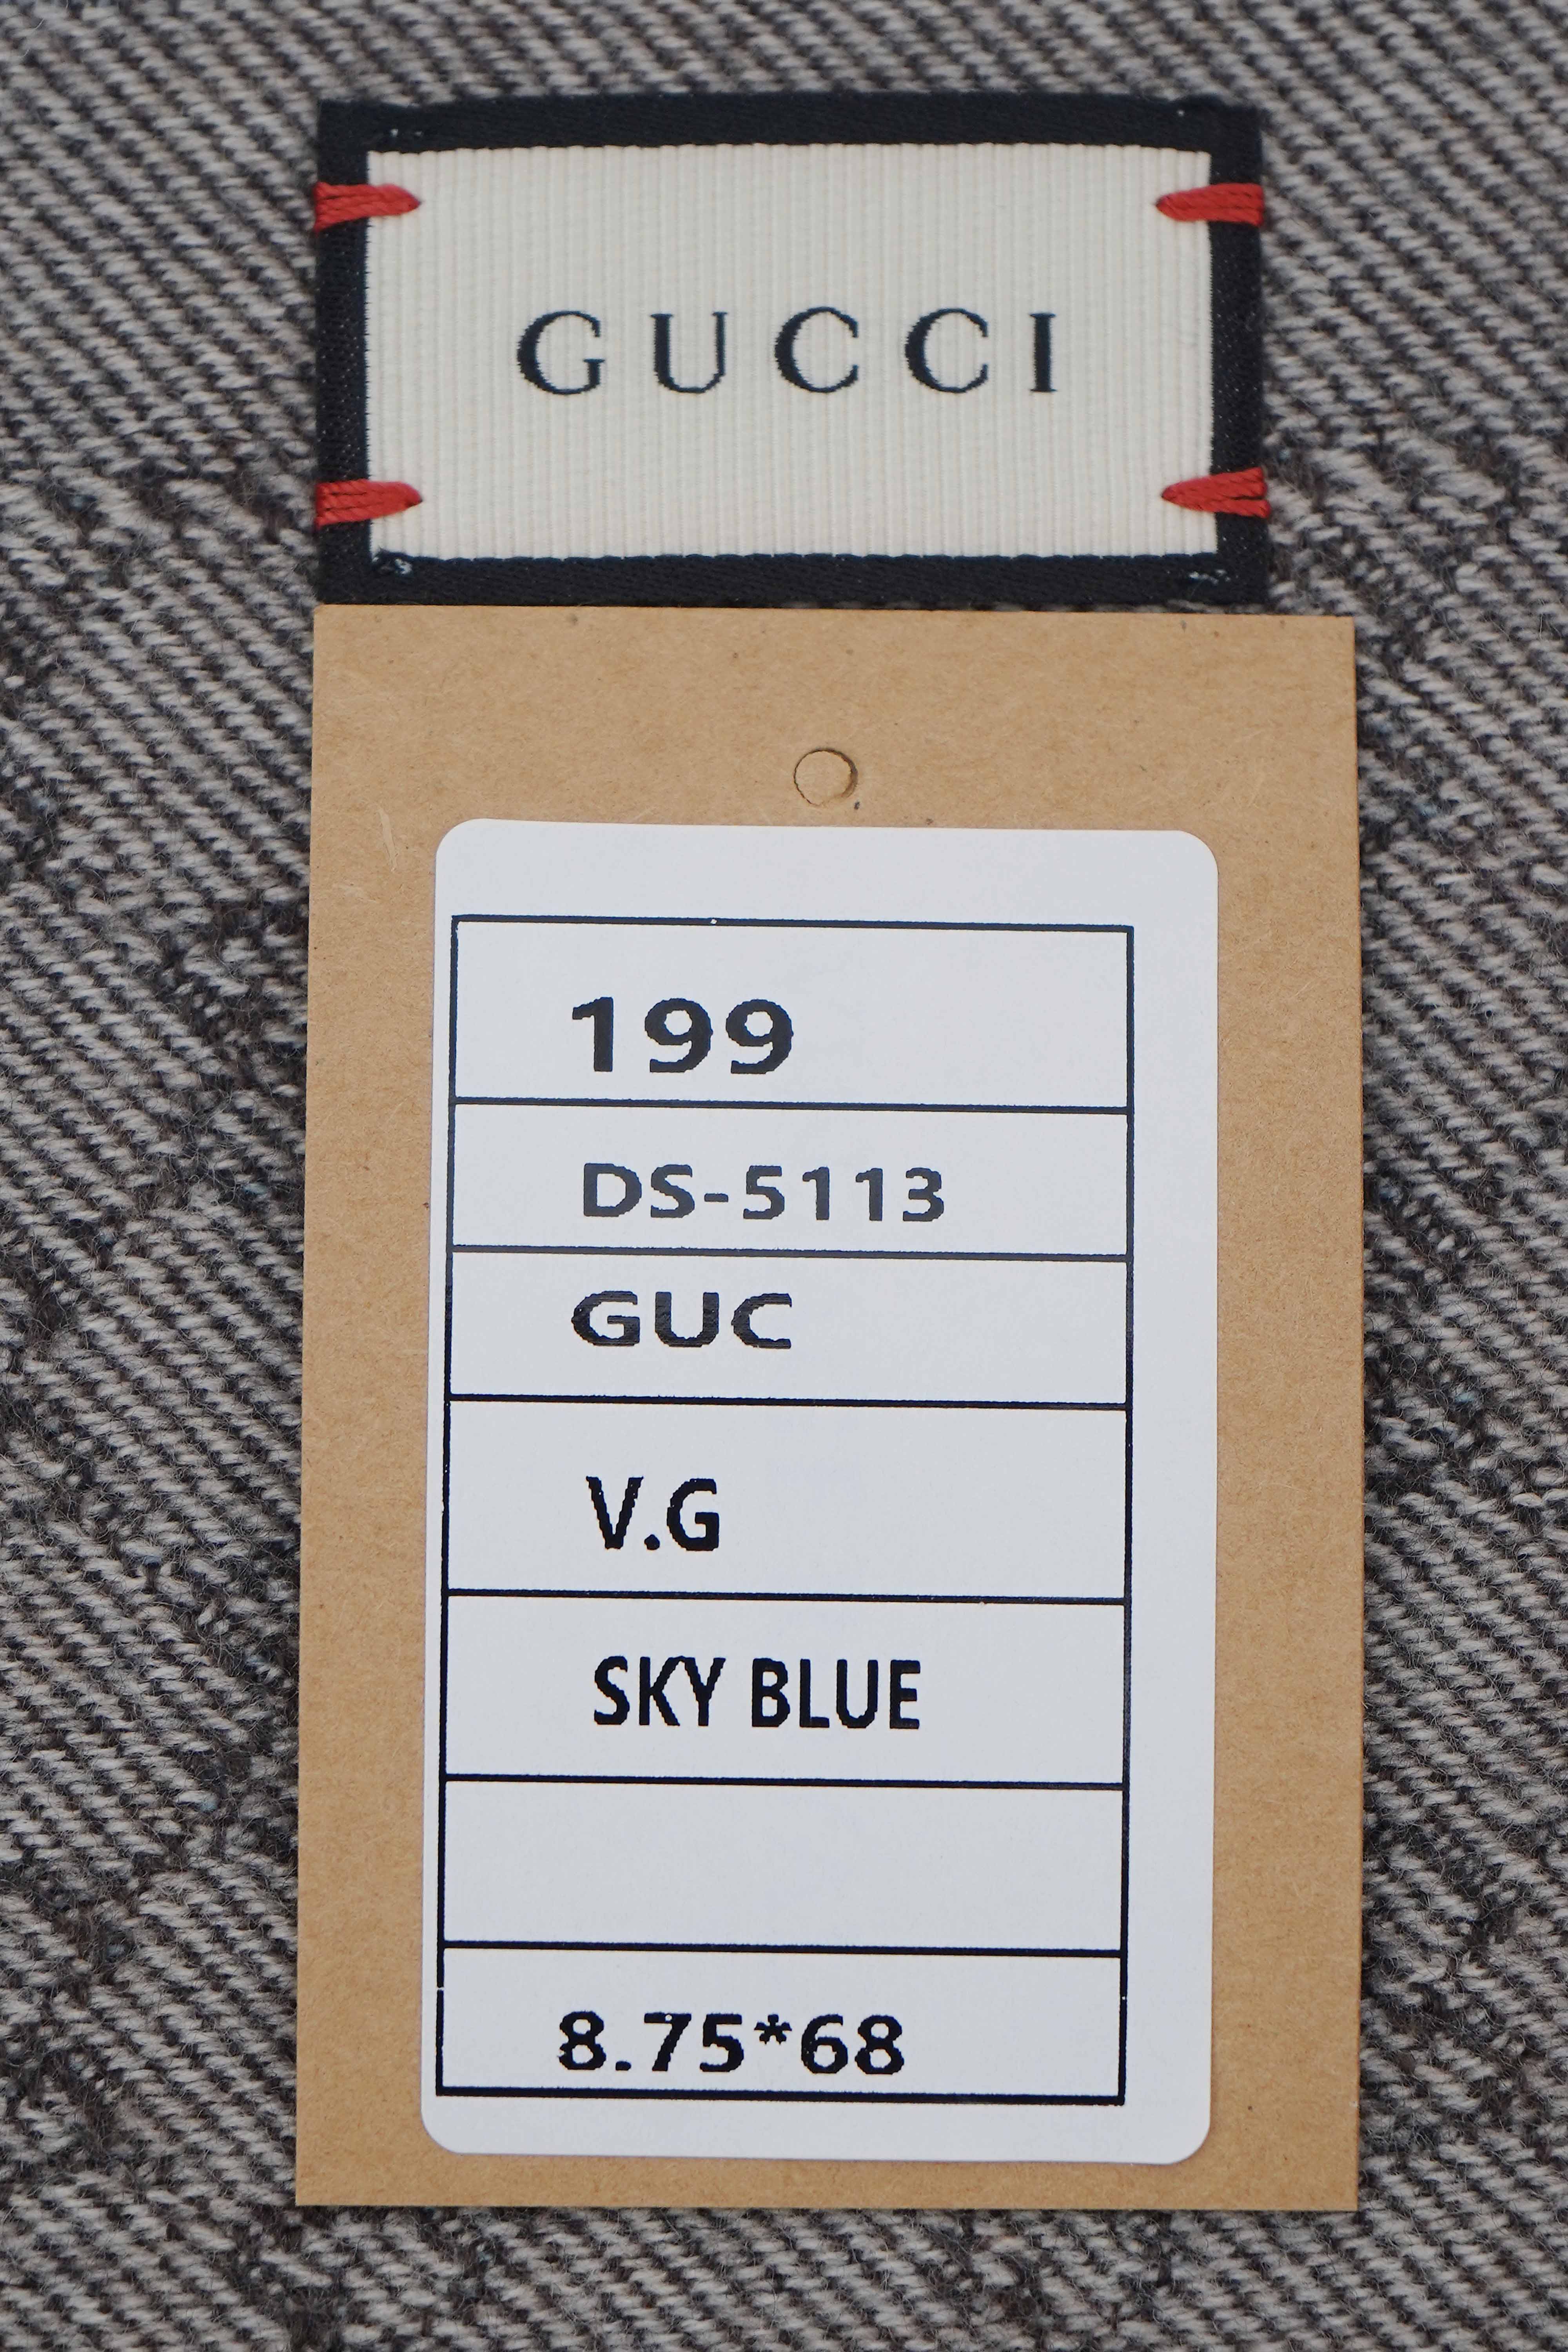 GUCCI
199
DS-5113
GUC
V.G
SKY BLUE
8.75*68